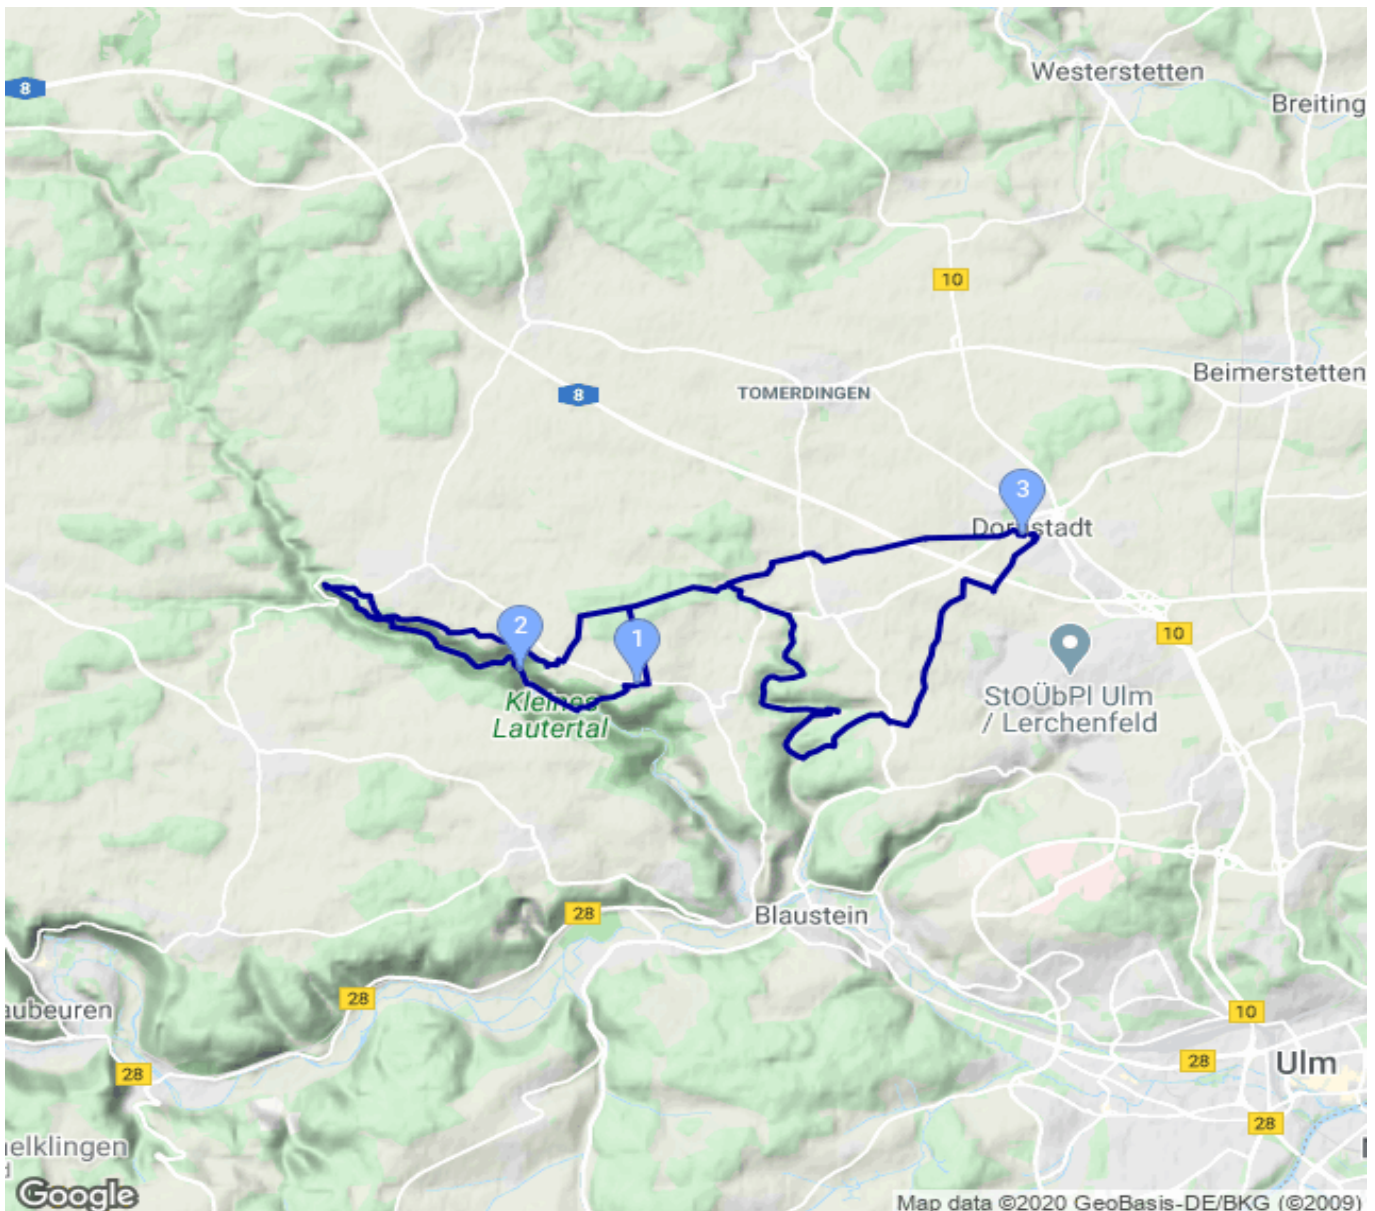 8
Westerstetten
Breiting
10
Beimerstetten
8
TOMERDINGEN
3
Dornstadt
2
1
10
Kleines
Lautertal
StOÜbPl Ulm
/ Lerchenfeld
28
Blaustein
28
aubeuren
10
28
28
Ulm
28
elklingen
Google
Map data ©2020 GeoBasis-DE/BKG (©2009)